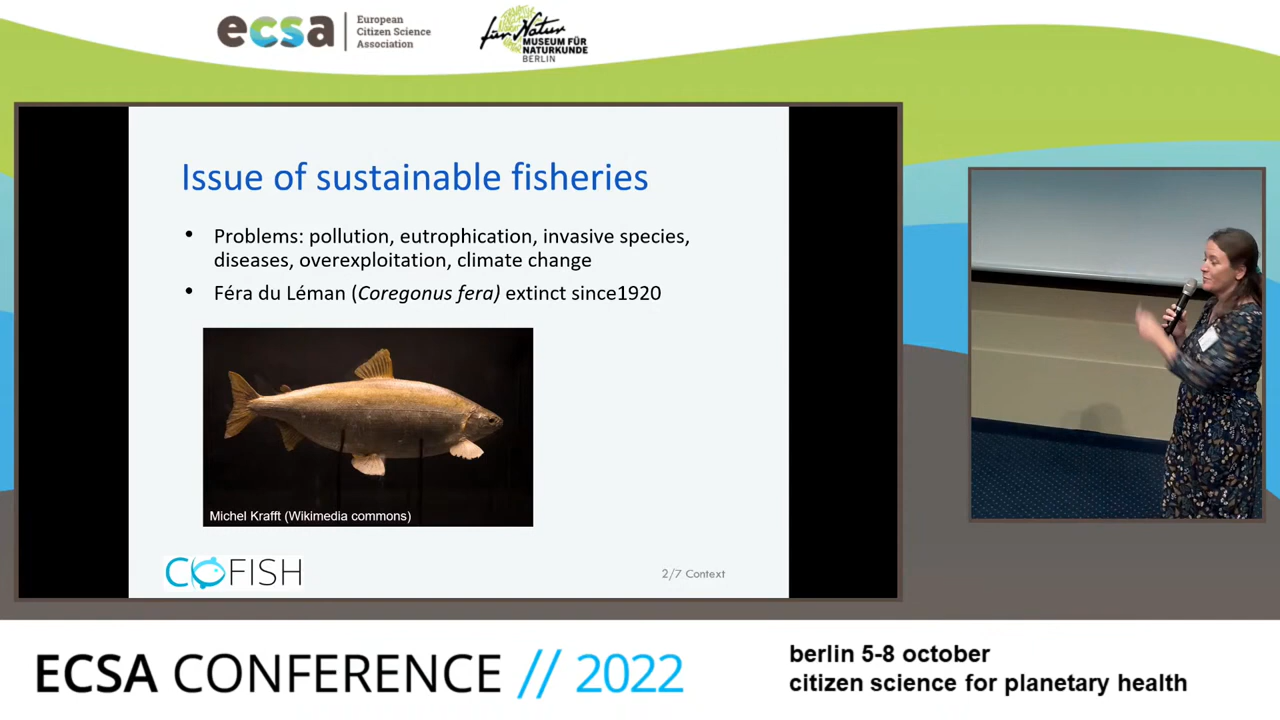 ecsa
European
Citizen Science
Association
für Natur
MUSEUM FÜR
NATURKUNDE
BERLIN
Issue of sustainable fisheries
• Problems: pollution, eutrophication, invasive species,
diseases, overexploitation, climate change
• Féra du Léman (Coregonus fera) extinct since1920
Michel Krafft (Wikimedia commons)
COFISH
2/7 Context
ECSA CONFERENCE // 2022
berlin 5-8 october
citizen science for planetary health